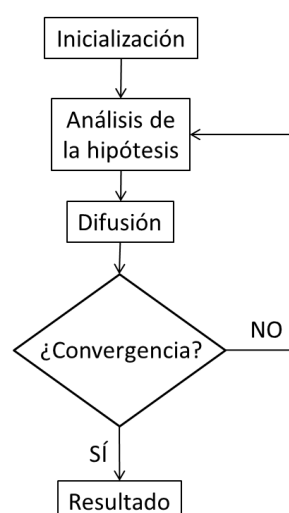 Inicialización
Análisis de
la hipótesis
Difusión
¿Convergencia?
NO
SÍ
Resultado